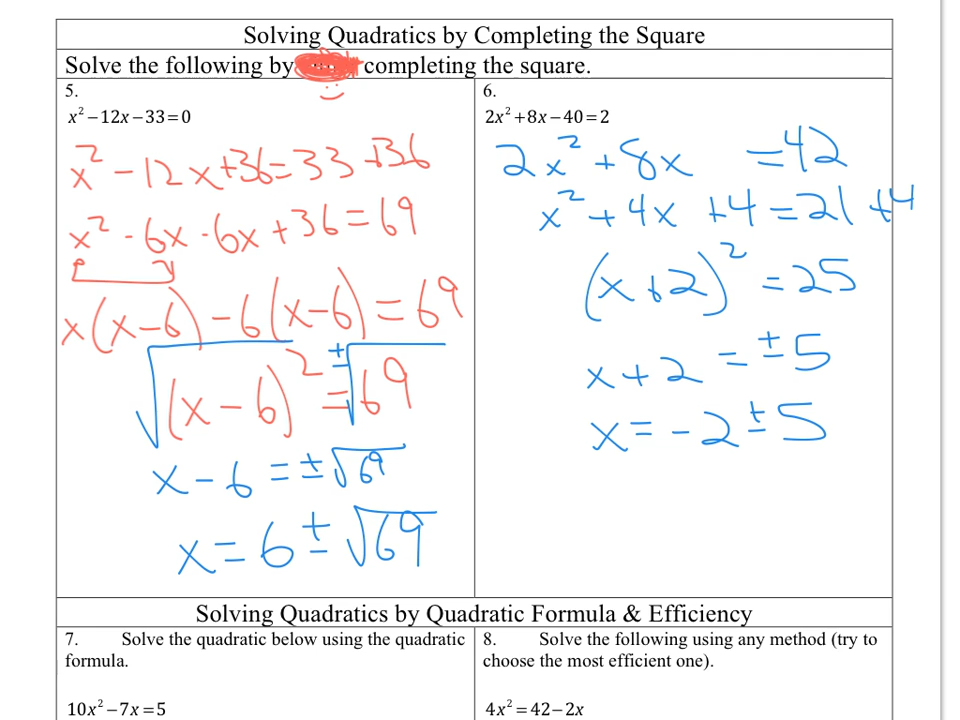 Solving Quadratics by Completing the Square
Solve the following by completing the square.
5.
x² – 12x – 33 = 0
x² - 12x + 36 = 33 + 36
x² - 6x - 6x + 36 = 69
x(x - 6) - 6(x - 6) = 69
√(x - 6)² = ±√69
x - 6 = ±√69
x = 6 ± √69
6.
2x² + 8x – 40 = 2
2x² + 8x = 42
x² + 4x + 4 = 21 + 4
(x + 2)² = 25
x + 2 = ±5
x = -2 ± 5
Solving Quadratics by Quadratic Formula & Efficiency
7. Solve the quadratic below using the quadratic
formula.
10x² – 7x = 5
8. Solve the following using any method (try to
choose the most efficient one).
4x² = 42 – 2x